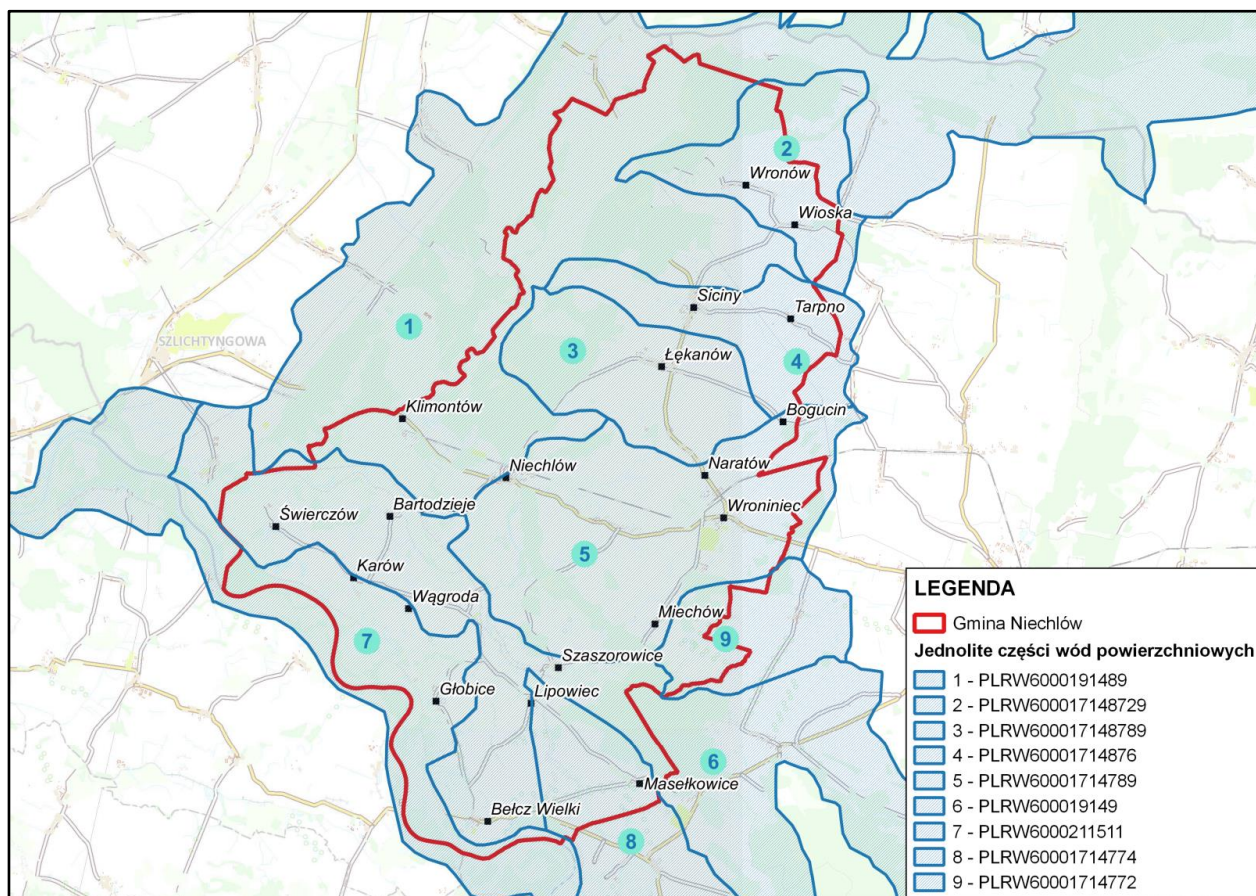 2
Wronów
Wioska
Siciny
Tarpno
1
SZLICHTYNGOWA
3
Łękanów
4
Klimontów
Bogucin
Niechlów
Naratów
Świerczów
Bartodzieje
Wroniniec
5
Karów
Wągroda
Miechów
7
9
Szaszorowice
Głobice
Lipowiec
6
Masełkowice
Bełcz Wielki
8
LEGENDA
Gmina Niechlów
Jednolite części wód powierzchniowych
1 - PLRW6000191489
2 - PLRW600017148729
3 - PLRW600017148789
4 - PLRW60001714876
5 - PLRW60001714789
6 - PLRW600019149
7 - PLRW6000211511
8 - PLRW60001714774
9 - PLRW60001714772